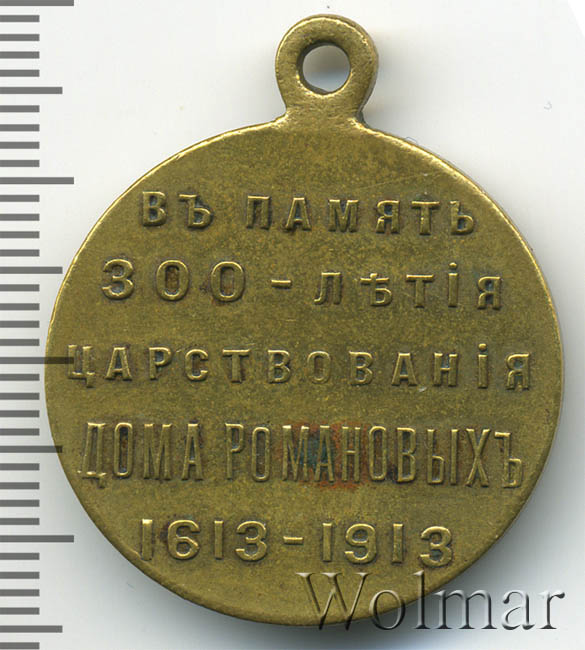 ВЪ ПАМЯТЬ
300-ЛѢТІЯ
ЦАРСТВОВАНІЯ
ДОМА РОМАНОВЫХЪ
1613-1913
Wolmar